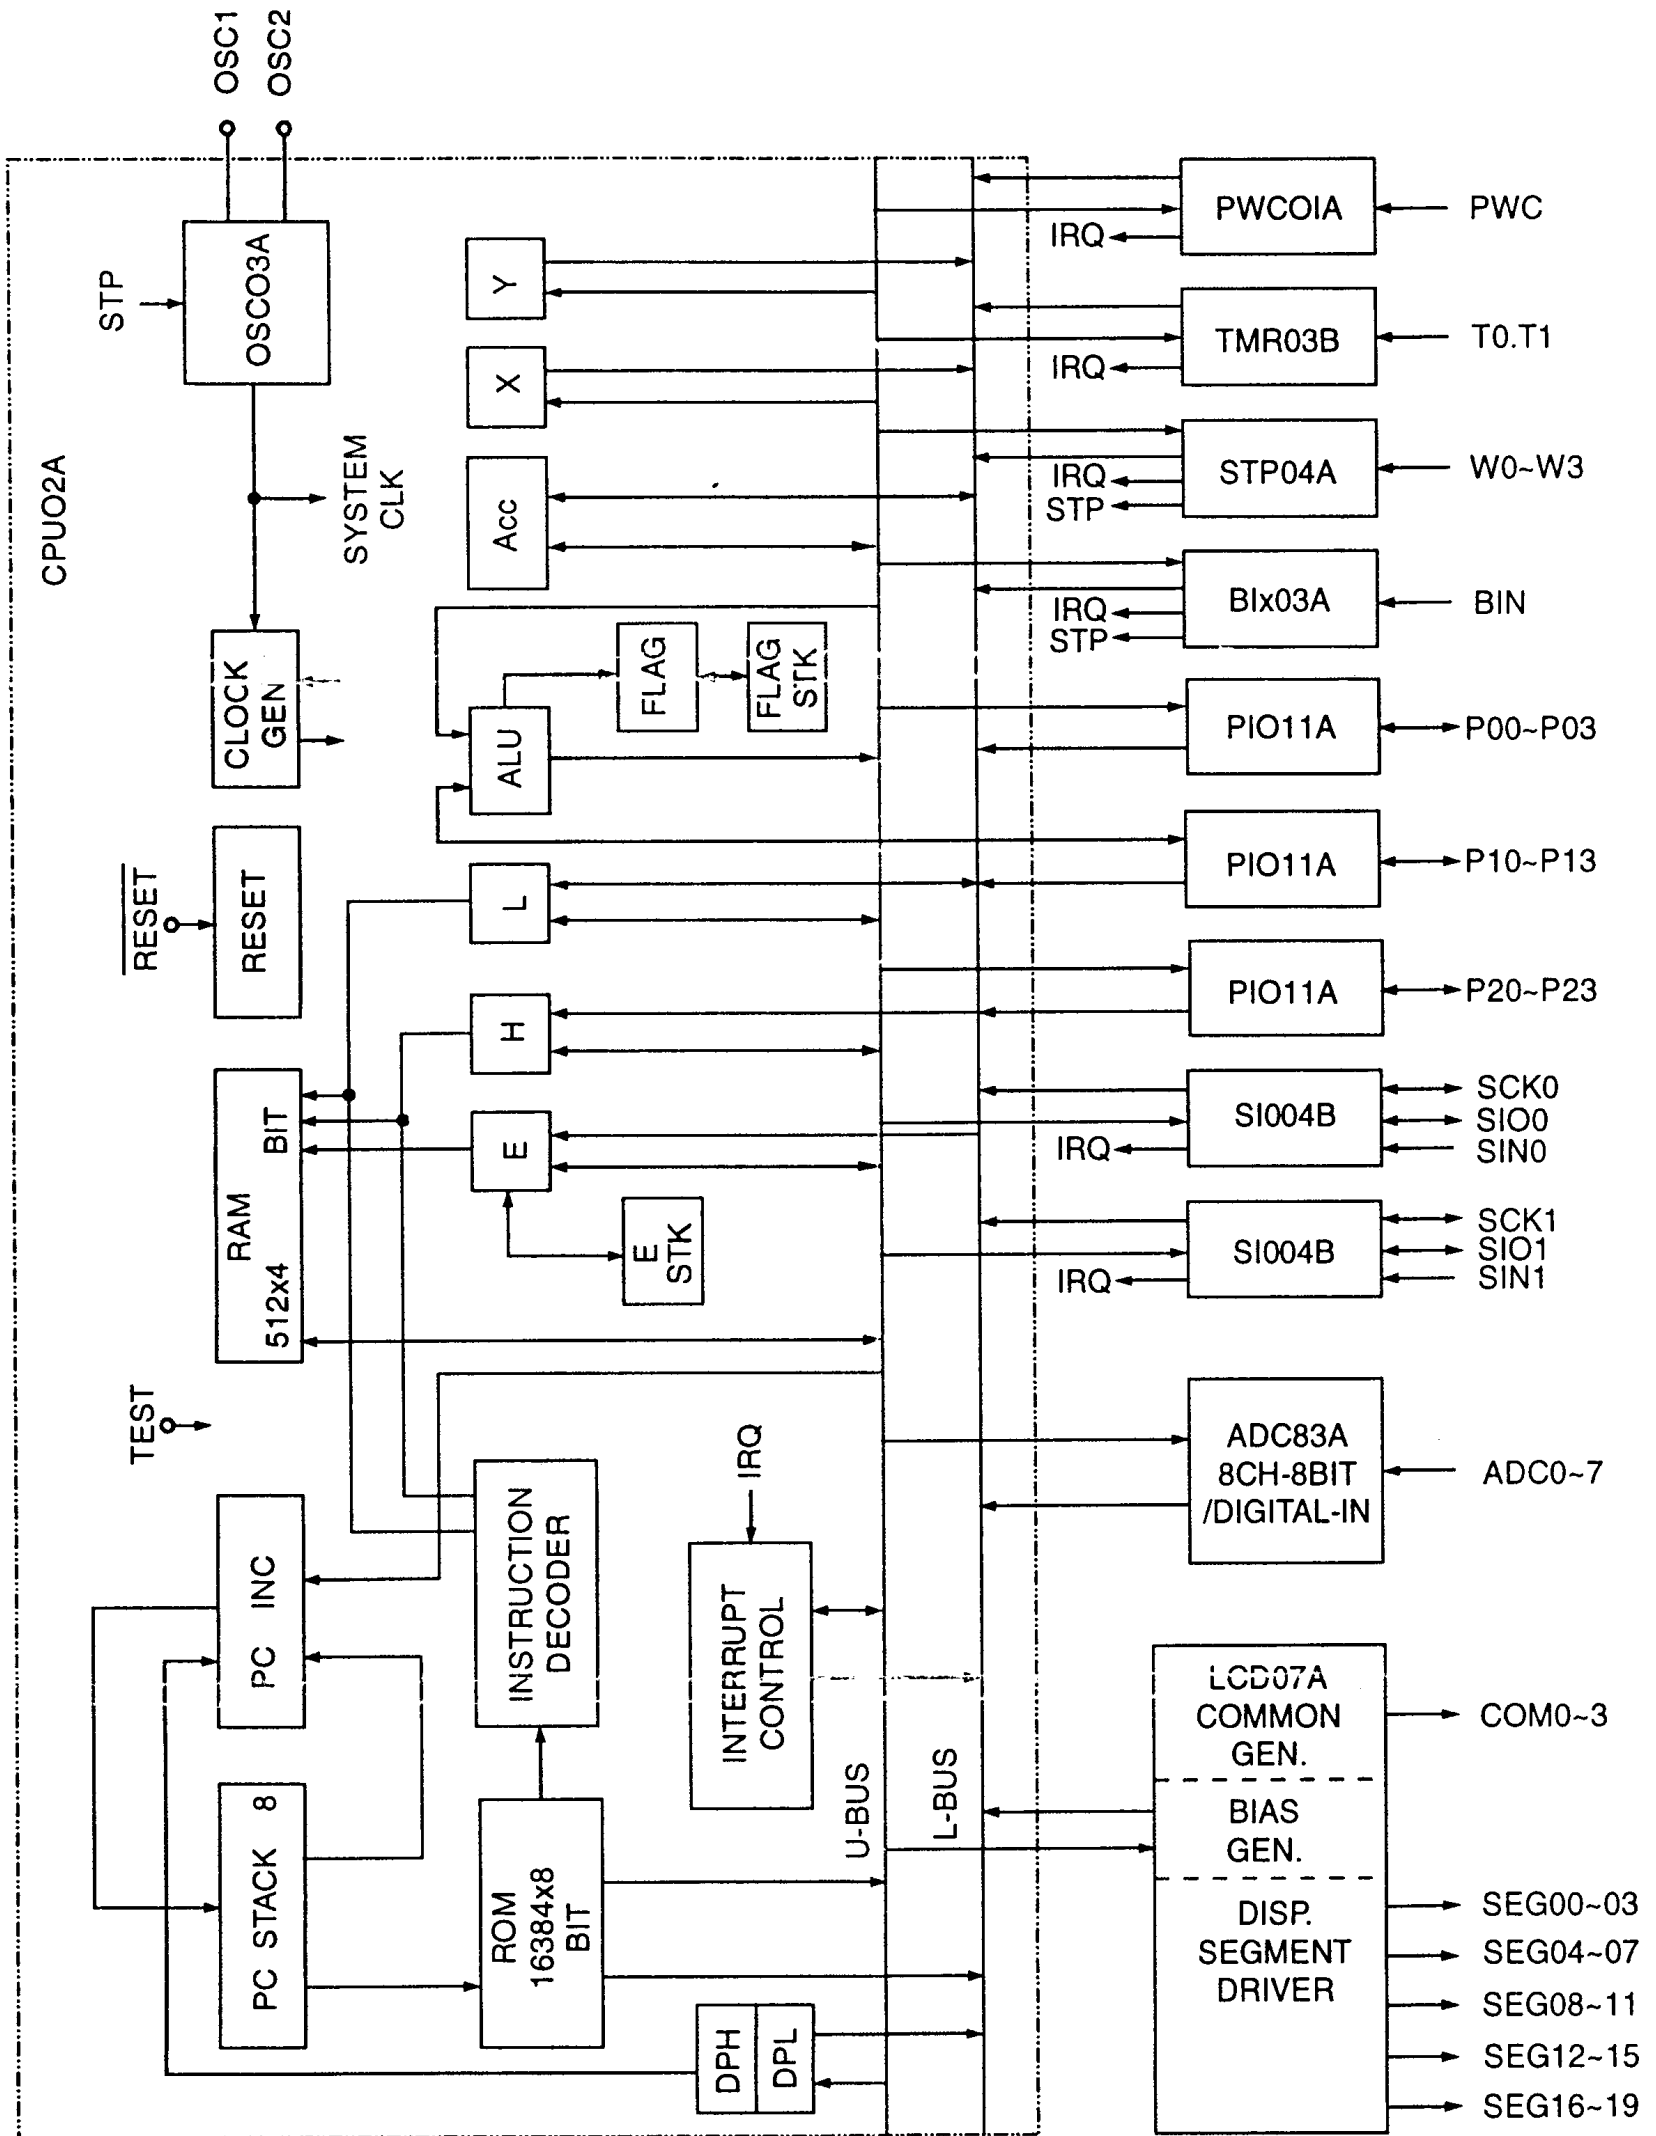 OSC1
OSC2
CPUO2A
STP
OSCO3A
SYSTEM
CLK
CLOCK
GEN
RESET
RESET
RAM
BIT
512x4
TEST
PC INC
PC STACK 8
Y
X
Acc
ALU
FLAG
FLAG
STK
L
H
E
E
STK
INSTRUCTION
DECODER
IRQ
INTERRUPT
CONTROL
ROM
16384x8
BIT
DPH
DPL
U-BUS
L-BUS
PWCOIA
IRQ
PWC
TMR03B
IRQ
T0.T1
STP04A
IRQ
STP
W0~W3
BIx03A
IRQ
STP
BIN
PIO11A
P00~P03
PIO11A
P10~P13
PIO11A
P20~P23
SI004B
IRQ
SCK0
SIO0
SIN0
SI004B
IRQ
SCK1
SIO1
SIN1
ADC83A
8CH-8BIT
/DIGITAL-IN
ADC0~7
LCD07A
COMMON
GEN.
COM0~3
BIAS
GEN.
DISP.
SEGMENT
DRIVER
SEG00~03
SEG04~07
SEG08~11
SEG12~15
SEG16~19